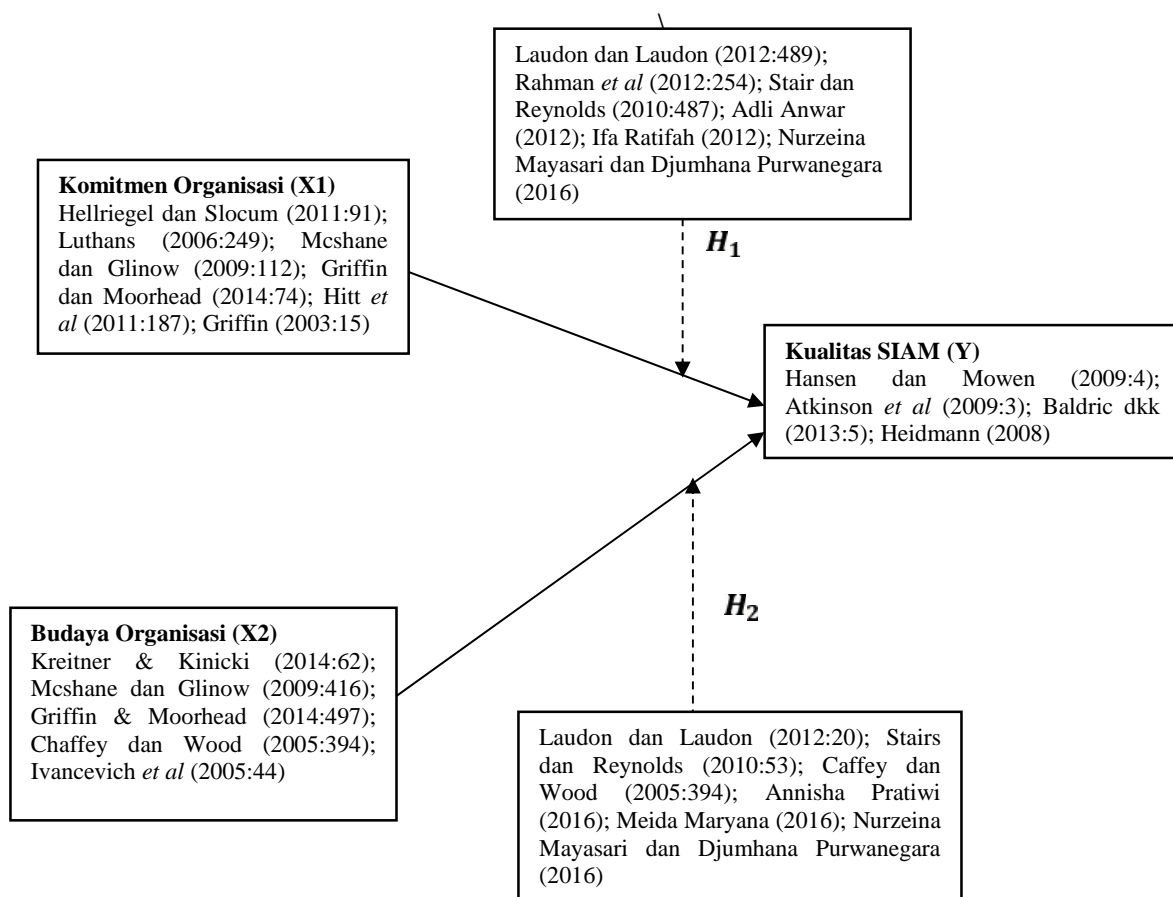 Laudon dan Laudon (2012:489);
Rahman et al (2012:254); Stair dan
Reynolds (2010:487); Adli Anwar
(2012); Ifa Ratifah (2012); Nurzeina
Mayasari dan Djumhana Purwanegara
(2016)
Komitmen Organisasi (X1)
Hellriegel dan Slocum (2011:91);
Luthans (2006:249); Mcshane
dan Glinow (2009:112); Griffin
dan Moorhead (2014:74); Hitt et
al (2011:187); Griffin (2003:15)
H₁
Kualitas SIAM (Y)
Hansen dan Mowen (2009:4);
Atkinson et al (2009:3); Baldric dkk
(2013:5); Heidmann (2008)
H₂
Budaya Organisasi (X2)
Kreitner & Kinicki (2014:62);
Mcshane dan Glinow (2009:416);
Griffin & Moorhead (2014:497);
Chaffey dan Wood (2005:394);
Ivancevich et al (2005:44)
Laudon dan Laudon (2012:20); Stairs
dan Reynolds (2010:53); Caffey dan
Wood (2005:394); Annisha Pratiwi
(2016); Meida Maryana (2016); Nurzeina
Mayasari dan Djumhana Purwanegara
(2016)